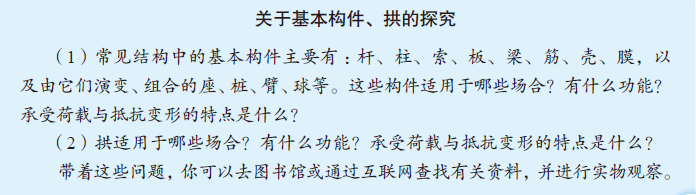 关于基本构件、拱的探究
（1）常见结构中的基本构件主要有：杆、柱、索、板、梁、筋、壳、膜，以
及由它们演变、组合的座、桩、臂、球等。这些构件适用于哪些场合？有什么功能？
承受荷载与抵抗变形的特点是什么？
（2）拱适用于哪些场合？有什么功能？承受荷载与抵抗变形的特点是什么？
带着这些问题，你可以去图书馆或通过互联网查找有关资料，并进行实物观察。